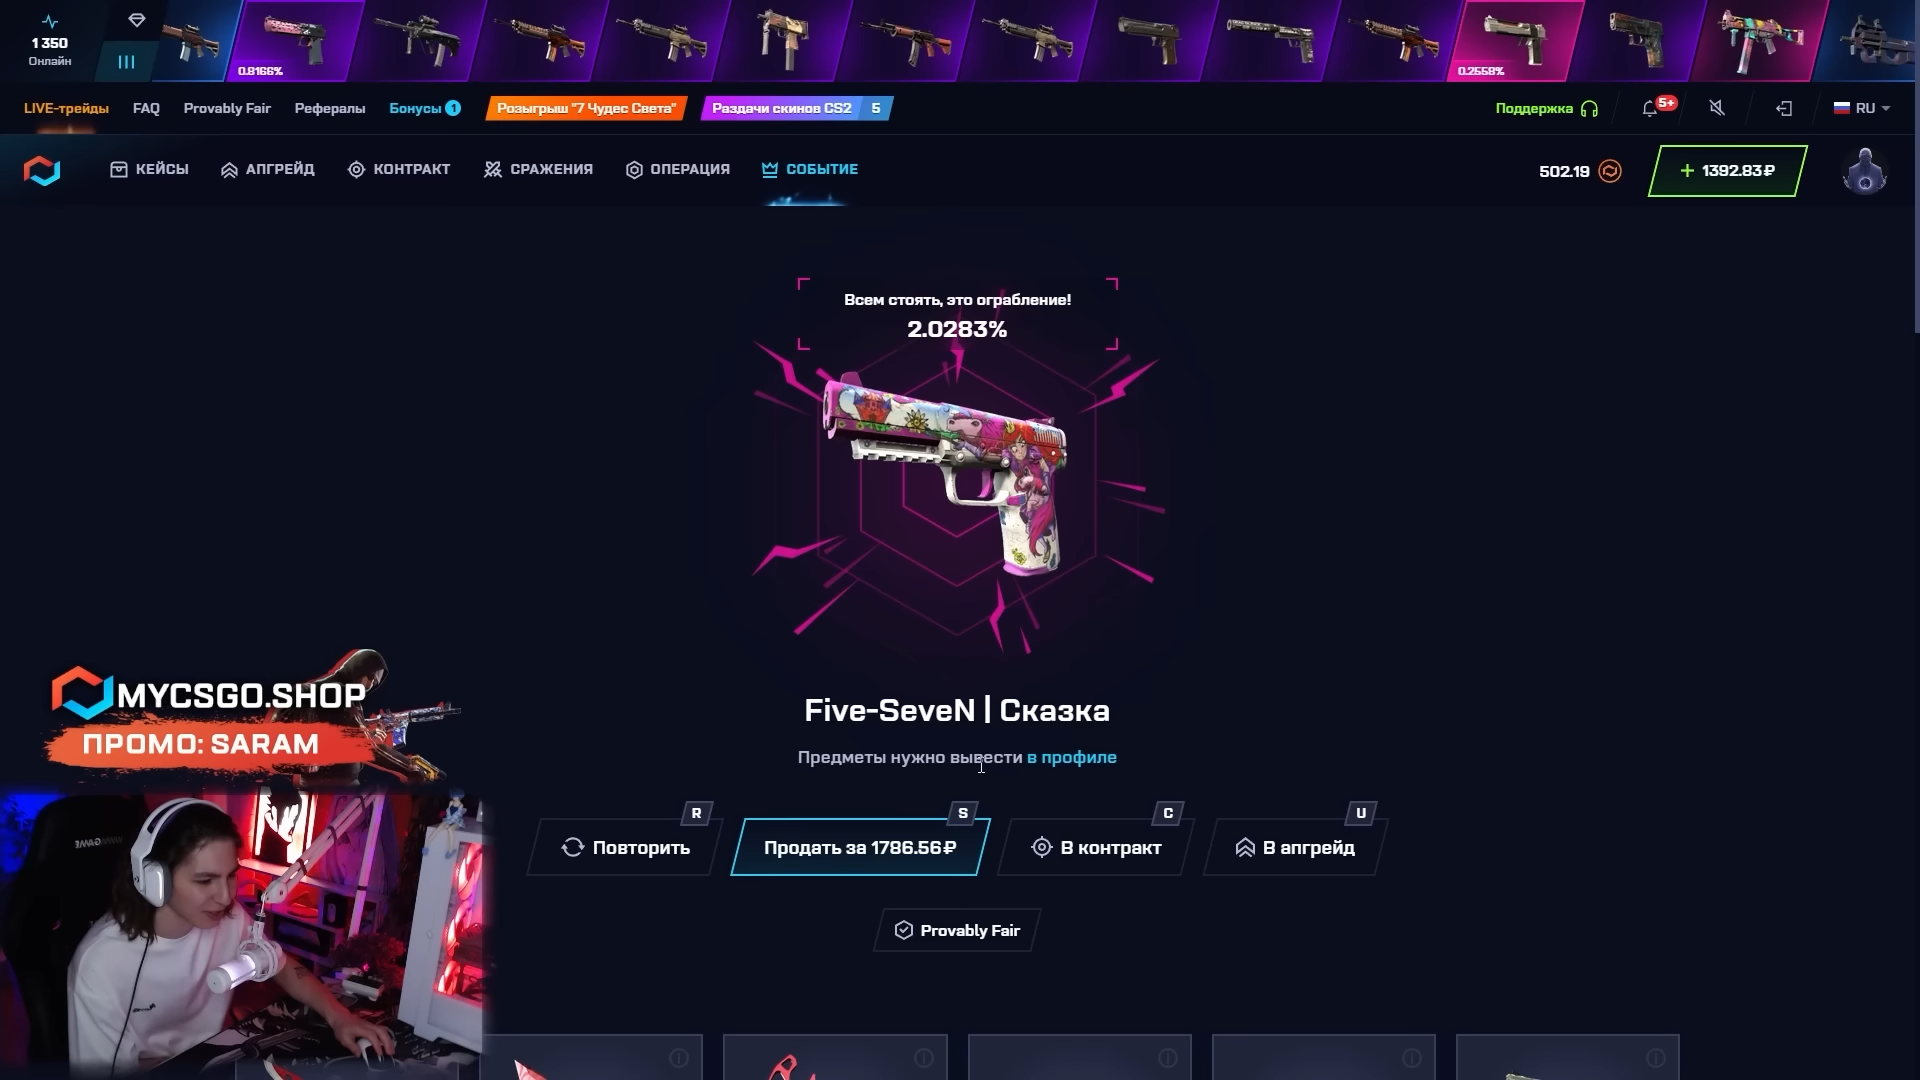 1 350
Онлайн
0.8166%
0.2558%
LIVE-трейды
FAQ
Provably Fair
Рефералы
Бонусы 1
Розыгрыш "7 Чудес Света"
Раздачи скинов CS2 5
Поддержка
5+
RU
КЕЙСЫ
АПГРЕЙД
КОНТРАКТ
СРАЖЕНИЯ
ОПЕРАЦИЯ
СОБЫТИЕ
502.19
+ 1392.83₽
Всем стоять, это ограбление!
2.0283%
Five-SeveN | Сказка
Предметы нужно вывести в профиле
MYCSGO.SHOP
ПРОМО: SARAM
R
Повторить
S
Продать за 1786.56₽
C
В контракт
U
В апгрейд
Provably Fair